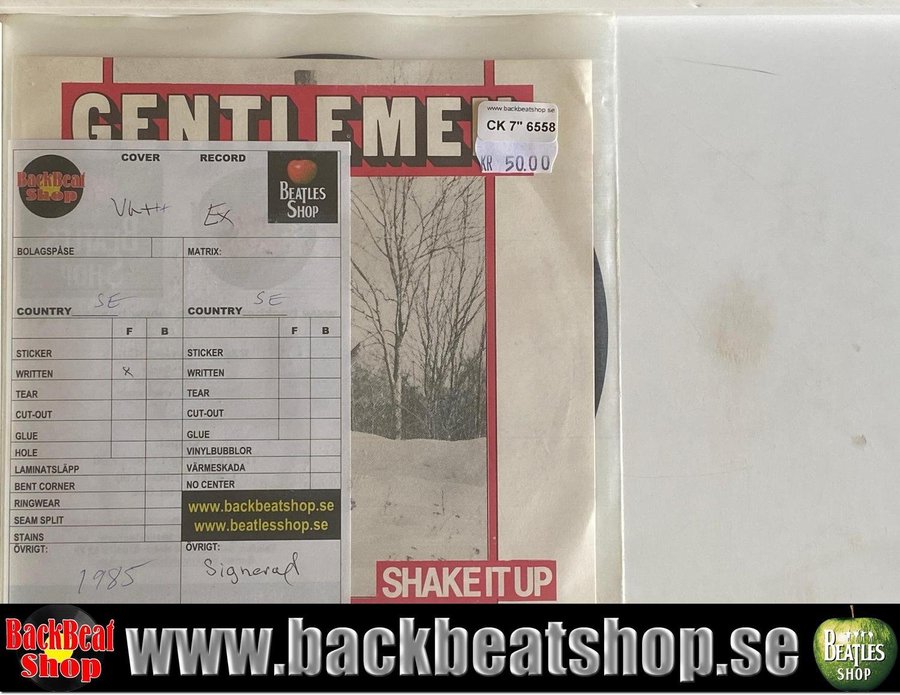 GENTLEMEN
www.backbeatshop.se
CK 7" 6558
KR 50.00
COVER RECORD
BackBeat
Shop
BEATLES
SHOP
Vh+++ Ex
BOLAGSPÅSE MATRIX:
COUNTRY SE COUNTRY SE
F B F B
STICKER STICKER
WRITTEN x WRITTEN
TEAR TEAR
CUT-OUT CUT-OUT
GLUE GLUE
HOLE VINYLBUBBLOR
LAMINATSLÄPP VÄRMESKADA
BENT CORNER NO CENTER
RINGWEAR
SEAM SPLIT
STAINS
www.backbeatshop.se
www.beatlesshop.se
ÖVRIGT: ÖVRIGT:
1985 Signerad
SHAKE IT UP
BackBeat
Shop
www.backbeatshop.se
BEATLES
SHOP